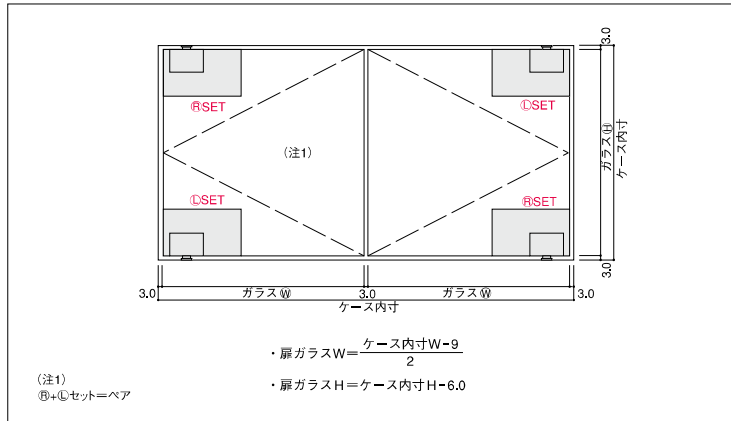 3.0
ⓇSET
ⓁSET
(注1)
ガラスⒽ
ケース内寸
ⓁSET
ⓇSET
3.0
3.0
ガラスⓌ
3.0
ガラスⓌ
3.0
ケース内寸
・扉ガラスW=ケース内寸W-9
2
・扉ガラスH=ケース内寸H-6.0
(注1)
Ⓡ+Ⓛセット=ペア